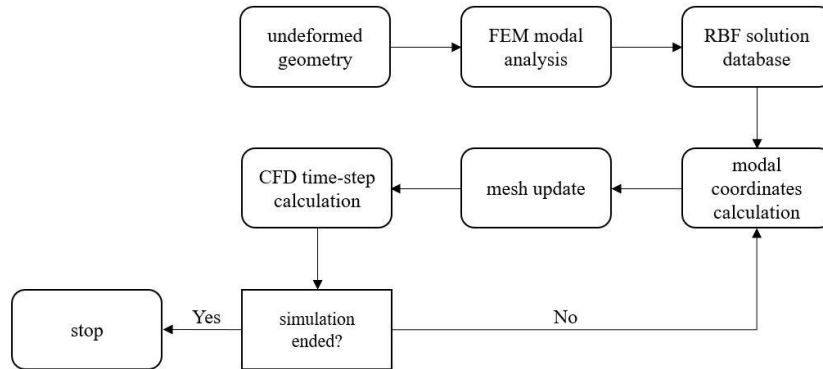 undeformed
geometry
FEM modal
analysis
RBF solution
database
CFD time-step
calculation
mesh update
modal
coordinates
calculation
stop
Yes
simulation
ended?
No